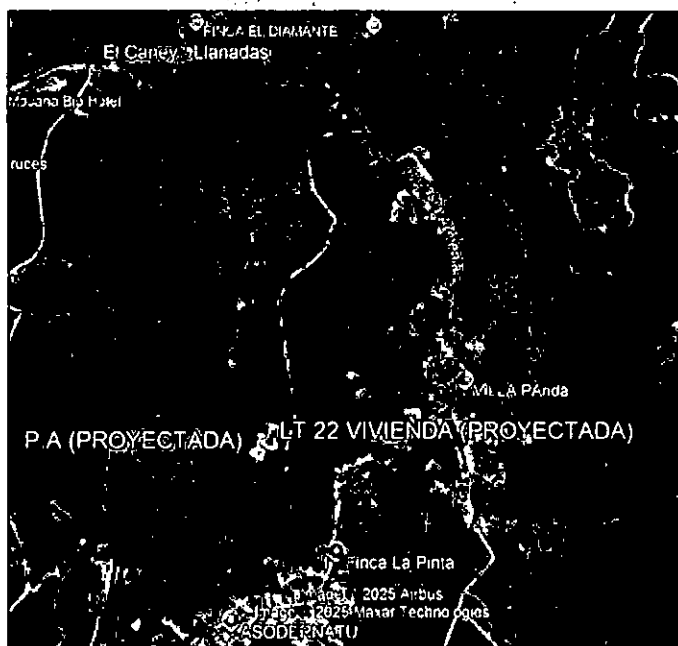 FINCA EL DIAMANTE
El Caney, Llanadas
Hotel
ruces
VILLA PAnda
P.A (PROYECTADA)
LT 22 VIVIENDA (PROYECTADA)
Finca La Pinta
2025 Airbus
2025 Maxar Technologies
ASODERNATU